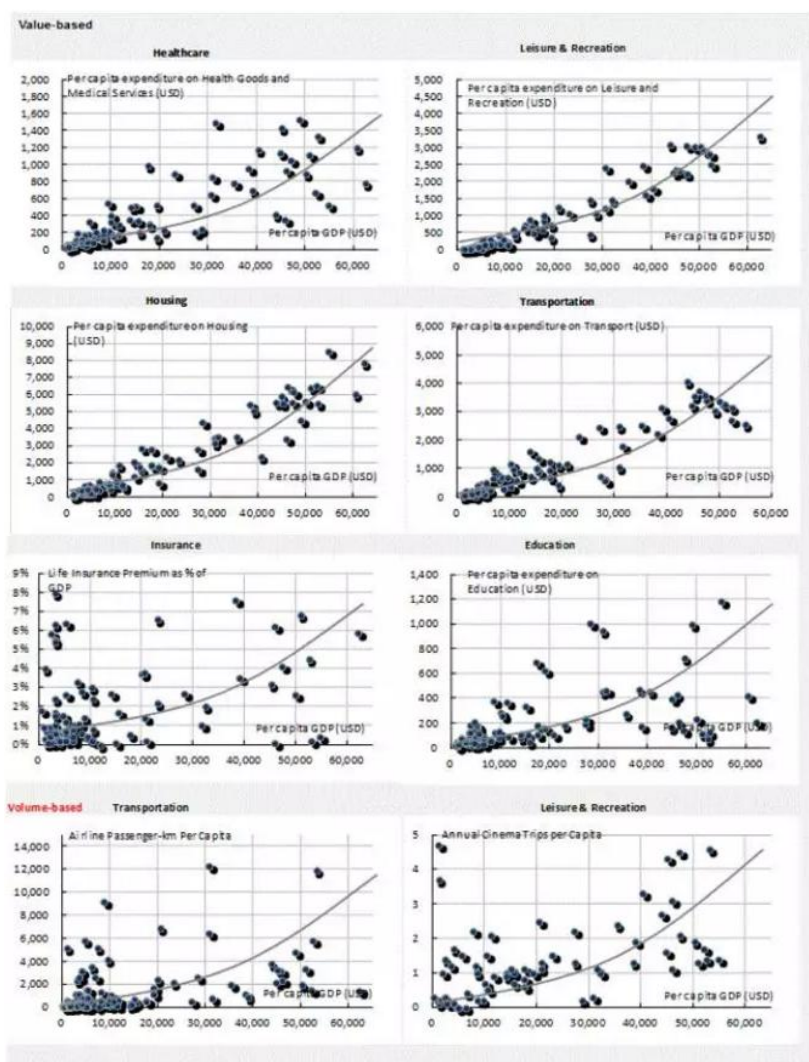 Value-based
Healthcare
Per capita expenditure on Health Goods and
Medical Services (USD)
2,000
1,800
1,600
1,400
1,200
1,000
800
600
400
200
0
Per capita GDP (USD)
0 10,000 20,000 30,000 40,000 50,000 60,000
Leisure & Recreation
Per capita expenditure on Leisure and
Recreation (USD)
5,000
4,500
4,000
3,500
3,000
2,500
2,000
1,500
1,000
500
0
Per capita GDP (USD)
0 10,000 20,000 30,000 40,000 50,000 60,000
Housing
Per capita expenditure on Housing
(USD)
10,000
9,000
8,000
7,000
6,000
5,000
4,000
3,000
2,000
1,000
0
Per capita GDP (USD)
0 10,000 20,000 30,000 40,000 50,000 60,000
Transportation
Per capita expenditure on Transport (USD)
6,000
5,000
4,000
3,000
2,000
1,000
0
Per capita GDP (USD)
0 10,000 20,000 30,000 40,000 50,000 60,000
Insurance
Life Insurance Premium as % of
GDP
9%
8%
7%
6%
5%
4%
3%
2%
1%
0%
Per capita GDP (USD)
0 10,000 20,000 30,000 40,000 50,000 60,000
Education
Per capita expenditure on
Education (USD)
1,400
1,200
1,000
800
600
400
200
0
Per capita GDP (USD)
0 10,000 20,000 30,000 40,000 50,000 60,000
Volume-based
Transportation
Airline Passenger-km Per Capita
14,000
12,000
10,000
8,000
6,000
4,000
2,000
0
Per capita GDP (USD)
0 10,000 20,000 30,000 40,000 50,000 60,000
Leisure & Recreation
Annual Cinema Trips per Capita
5
4
3
2
1
0
Per capita GDP (USD)
0 10,000 20,000 30,000 40,000 50,000 60,000